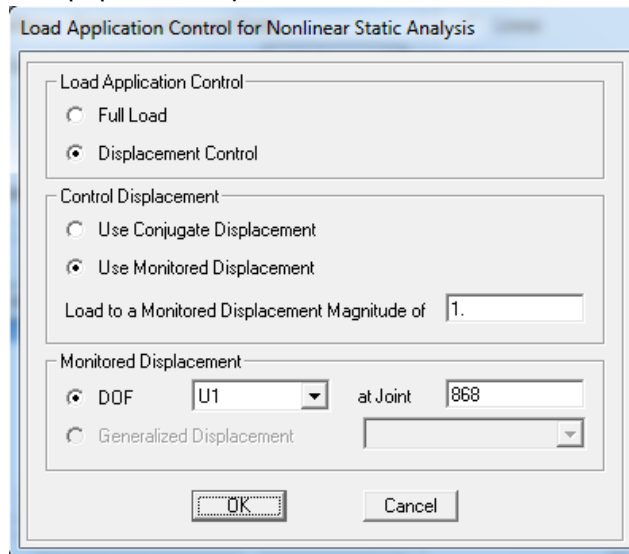 Load Application Control for Nonlinear Static Analysis
Load Application Control
Full Load
Displacement Control
Control Displacement
Use Conjugate Displacement
Use Monitored Displacement
Load to a Monitored Displacement Magnitude of 1.
Monitored Displacement
DOF U1 at Joint 868
Generalized Displacement
OK Cancel